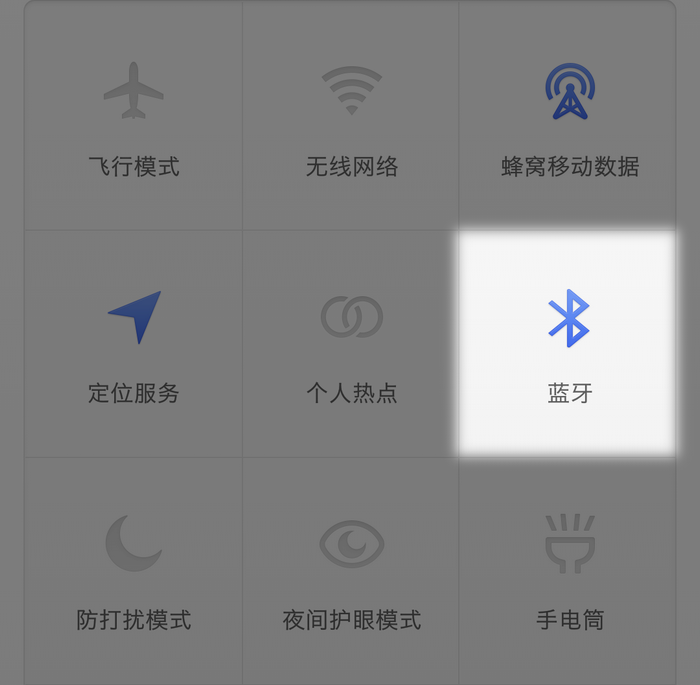 飞行模式
无线网络
蜂窝移动数据
定位服务
个人热点
蓝牙
防打扰模式
夜间护眼模式
手电筒